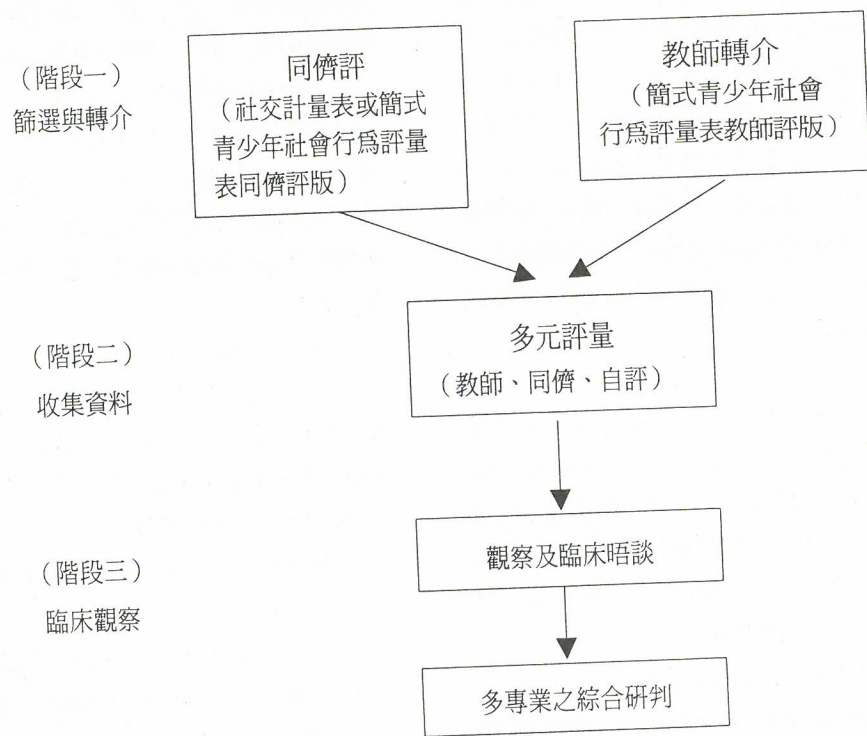 （階段一）
篩選與轉介
同儕評
（社交計量表或簡式
青少年社會行爲評量
表同儕評版）
教師轉介
（簡式青少年社會
行爲評量表教師評版）
（階段二）
收集資料
多元評量
（教師、同儕、自評）
（階段三）
臨床觀察
觀察及臨床晤談
多專業之綜合研判